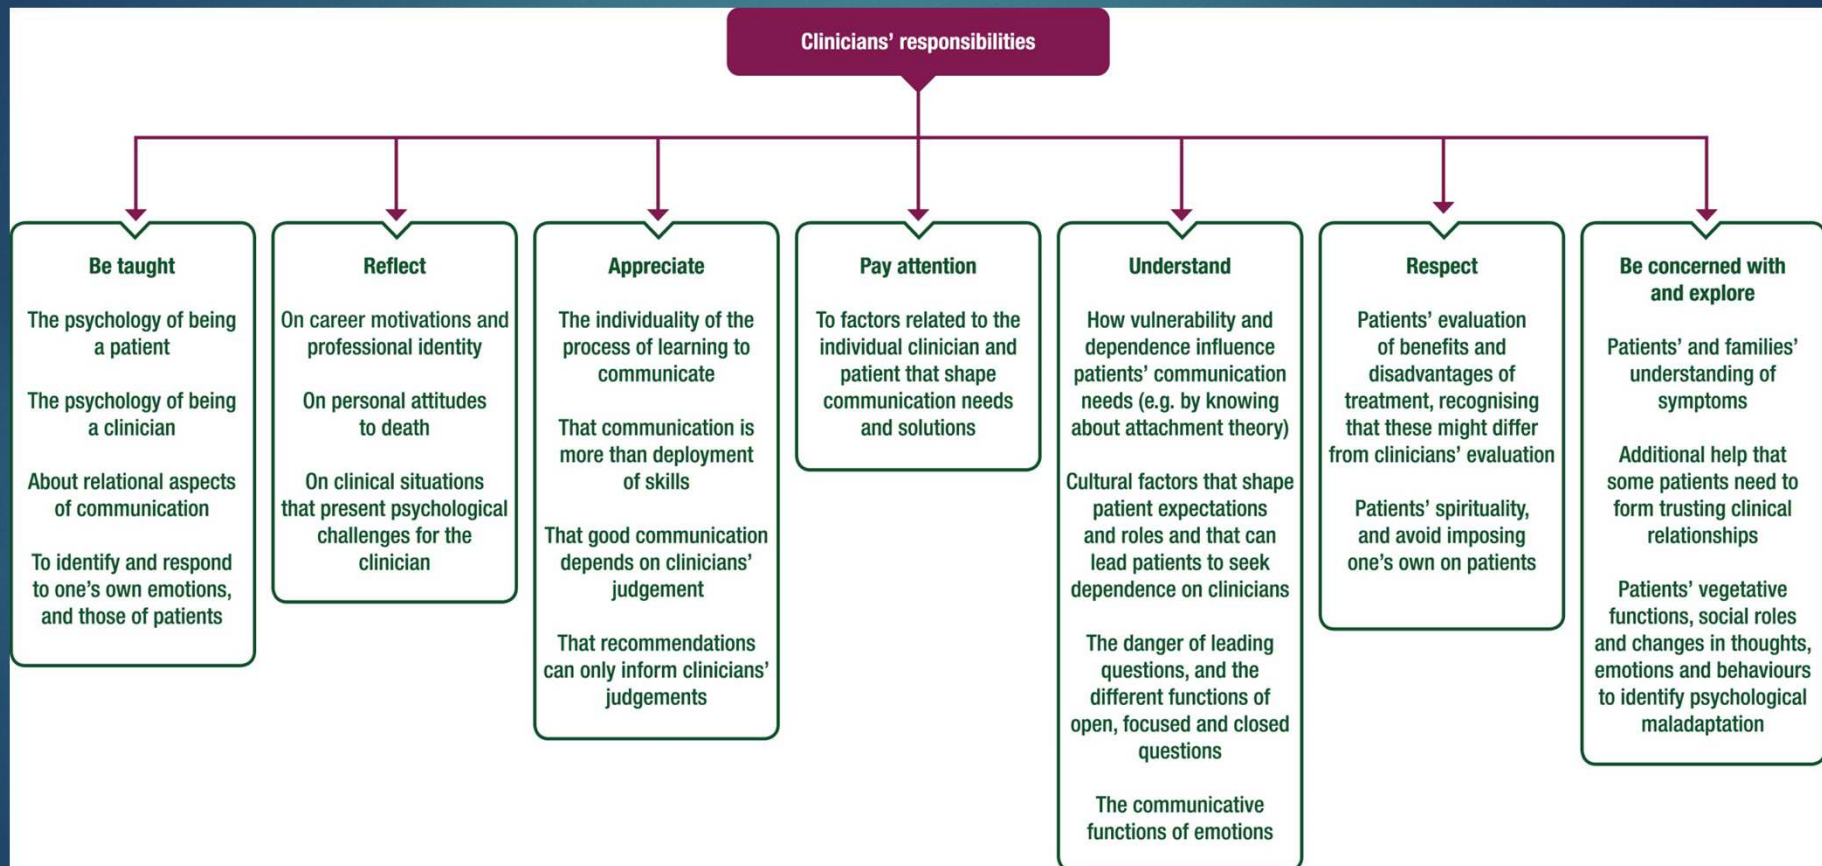 Clinicians’ responsibilities
Be taught
The psychology of being
a patient
The psychology of being
a clinician
About relational aspects
of communication
To identify and respond
to one’s own emotions,
and those of patients
Reflect
On career motivations and
professional identity
On personal attitudes
to death
On clinical situations
that present psychological
challenges for the
clinician
Appreciate
The individuality of the
process of learning to
communicate
That communication is
more than deployment
of skills
That good communication
depends on clinicians’
judgement
That recommendations
can only inform clinicians’
judgements
Pay attention
To factors related to the
individual clinician and
patient that shape
communication needs
and solutions
Understand
How vulnerability and
dependence influence
patients’ communication
needs (e.g. by knowing
about attachment theory)
Cultural factors that shape
patient expectations
and roles and that can
lead patients to seek
dependence on clinicians
The danger of leading
questions, and the
different functions of
open, focused and closed
questions
The communicative
functions of emotions
Respect
Patients’ evaluation
of benefits and
disadvantages of
treatment, recognising
that these might differ
from clinicians’ evaluation
Patients’ spirituality,
and avoid imposing
one’s own on patients
Be concerned with
and explore
Patients’ and families’
understanding of
symptoms
Additional help that
some patients need to
form trusting clinical
relationships
Patients’ vegetative
functions, social roles
and changes in thoughts,
emotions and behaviours
to identify psychological
maladaptation